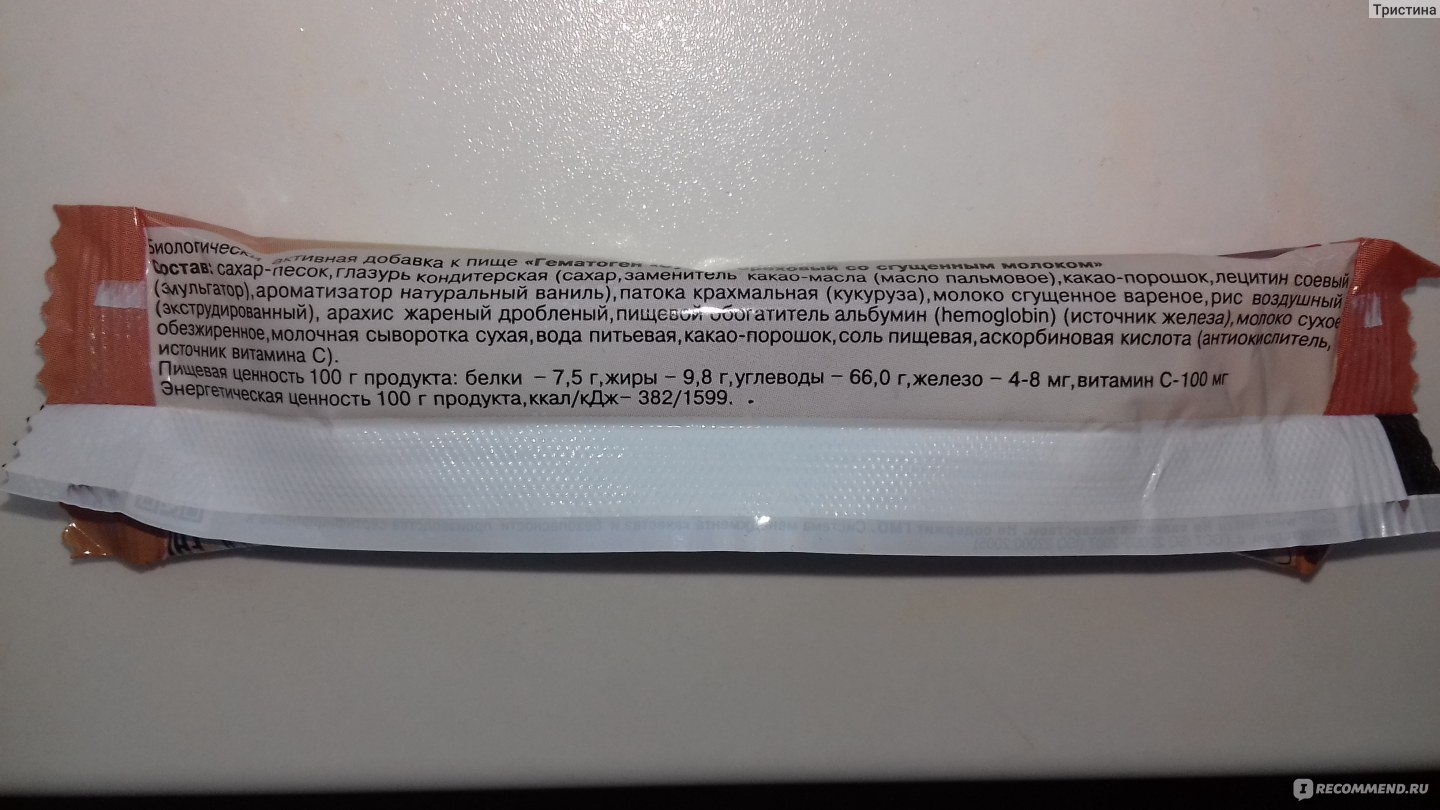 Тристина
Биологически активная добавка к пище «Гематоген ореховый со сгущенным молоком»
Состав: сахар-песок, глазурь кондитерская (сахар, заменитель какао-масла (масло пальмовое), какао-порошок, лецитин соевый
(эмульгатор), ароматизатор натуральный ваниль), патока крахмальная (кукуруза), молоко сгущенное вареное, рис воздушный
(экструдированный), арахис жареный дробленый, пищевой обогатитель альбумин (hemoglobin) (источник железа), молоко сухое
обезжиренное, молочная сыворотка сухая, вода питьевая, какао-порошок, соль пищевая, аскорбиновая кислота (антиокислитель,
источник витамина С).
Пищевая ценность 100 г продукта: белки – 7,5 г, жиры – 9,8 г, углеводы – 66,0 г, железо – 4-8 мг, витамин С-100 мг
Энергетическая ценность 100 г продукта, ккал/кДж– 382/1599.
IRECOMMEND.RU